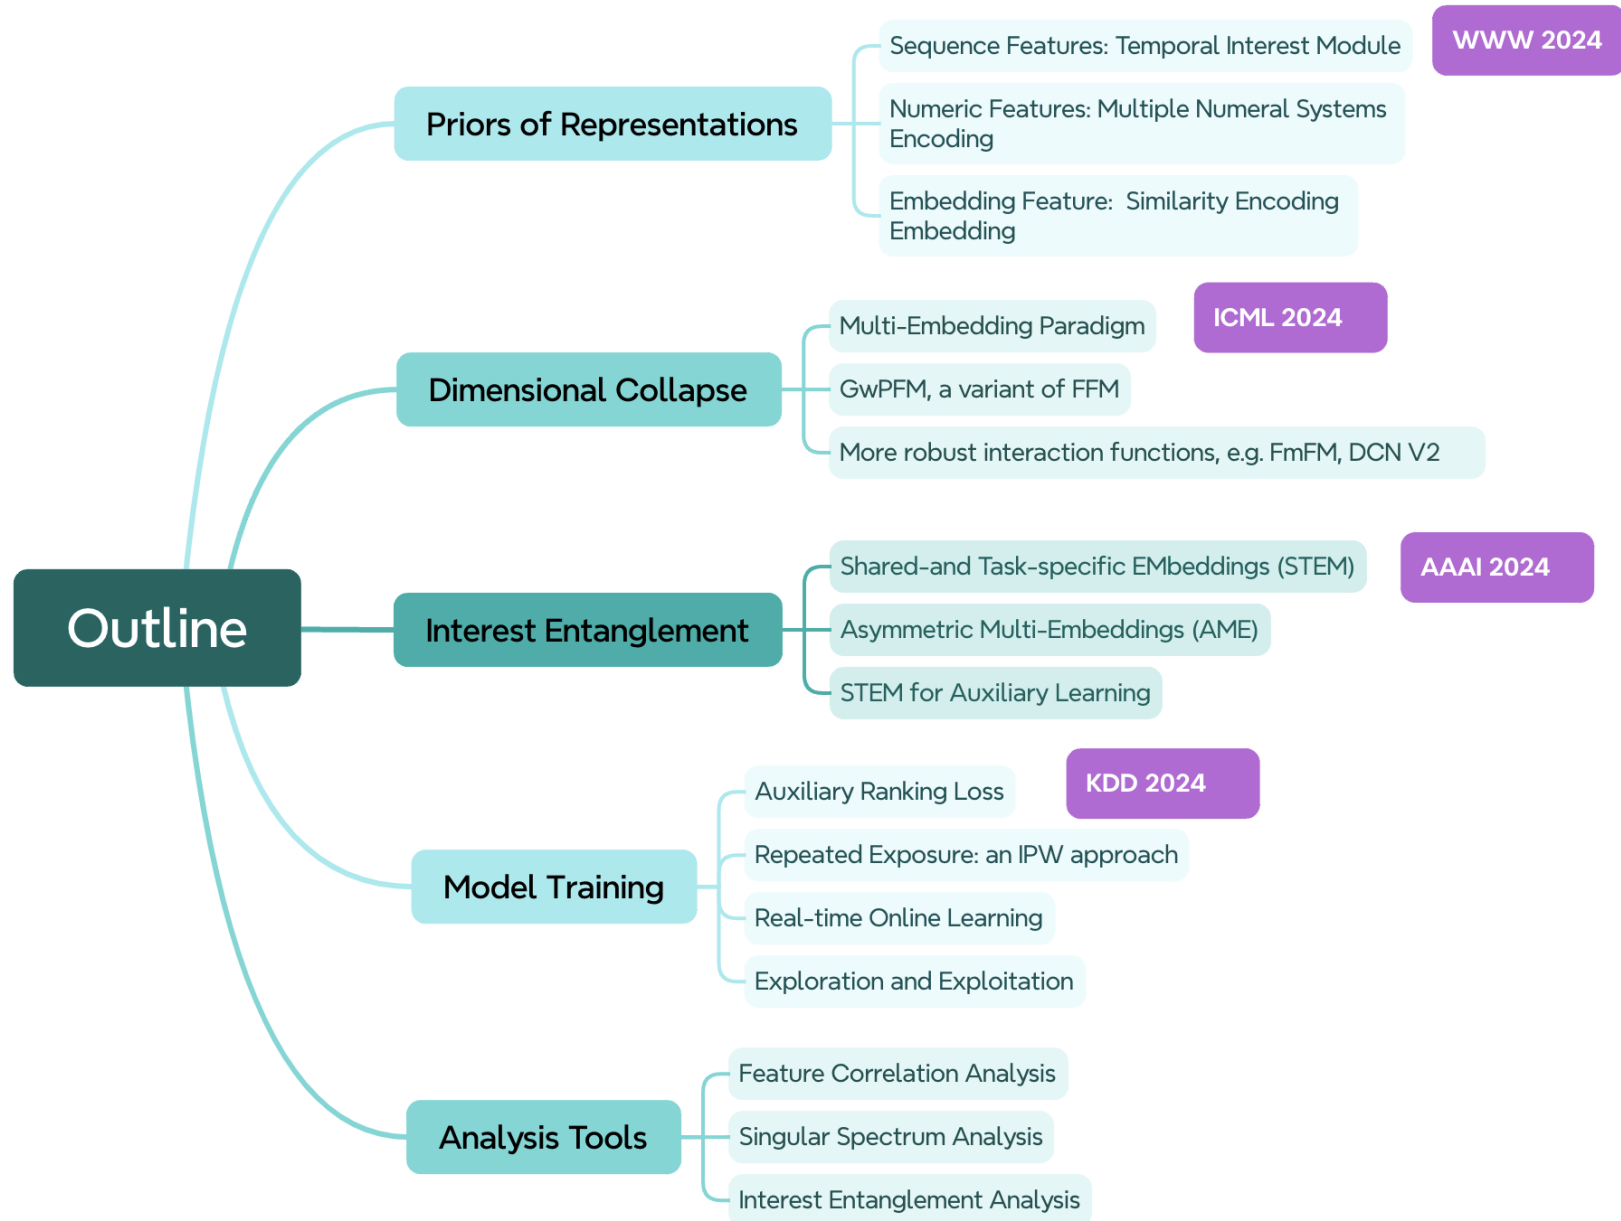 Outline
Priors of Representations
Sequence Features: Temporal Interest Module
WWW 2024
Numeric Features: Multiple Numeral Systems
Encoding
Embedding Feature:  Similarity Encoding
Embedding
Dimensional Collapse
Multi-Embedding Paradigm
ICML 2024
GwPFM, a variant of FFM
More robust interaction functions, e.g. FmFM, DCN V2
Interest Entanglement
Shared-and Task-specific EMbeddings (STEM)
AAAI 2024
Asymmetric Multi-Embeddings (AME)
STEM for Auxiliary Learning
Model Training
Auxiliary Ranking Loss
KDD 2024
Repeated Exposure: an IPW approach
Real-time Online Learning
Exploration and Exploitation
Analysis Tools
Feature Correlation Analysis
Singular Spectrum Analysis
Interest Entanglement Analysis